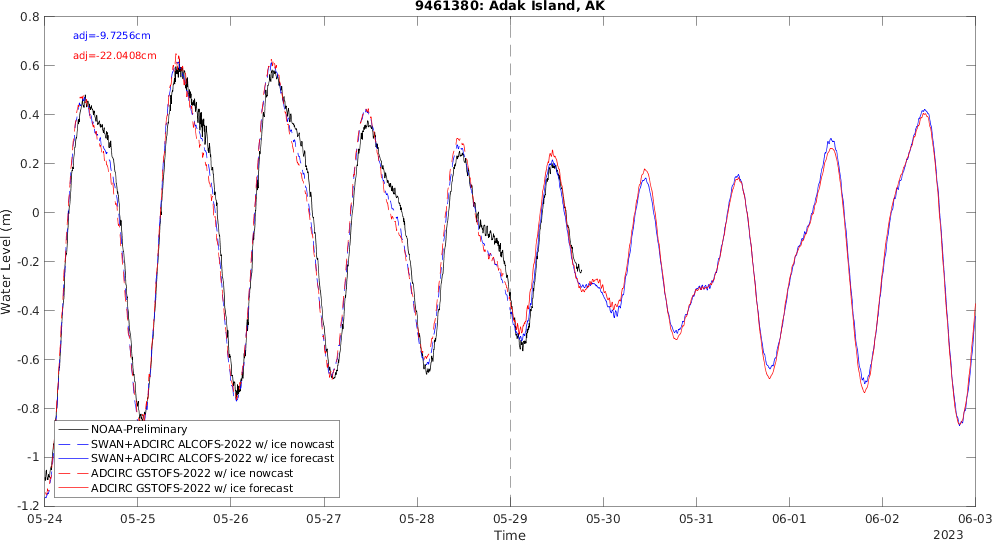 9461380: Adak Island, AK
adj=-9.7256cm
adj=-22.0408cm
Water Level (m)
0.8
0.6
0.4
0.2
0
-0.2
-0.4
-0.6
-0.8
-1
-1.2
NOAA-Preliminary
SWAN+ADCIRC ALCOFS-2022 w/ ice nowcast
SWAN+ADCIRC ALCOFS-2022 w/ ice forecast
ADCIRC GSTOFS-2022 w/ ice nowcast
ADCIRC GSTOFS-2022 w/ ice forecast
05-24 05-25 05-26 05-27 05-28 05-29 05-30 05-31 06-01 06-02 06-03
Time
2023